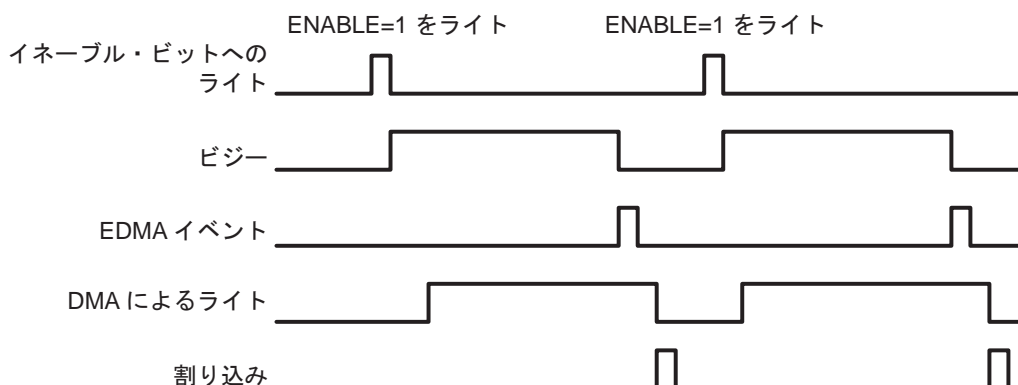 ENABLE=1 をライト
ENABLE=1 をライト
イネーブル・ビットへの
ライト
ビジー
EDMA イベント
DMA によるライト
割り込み